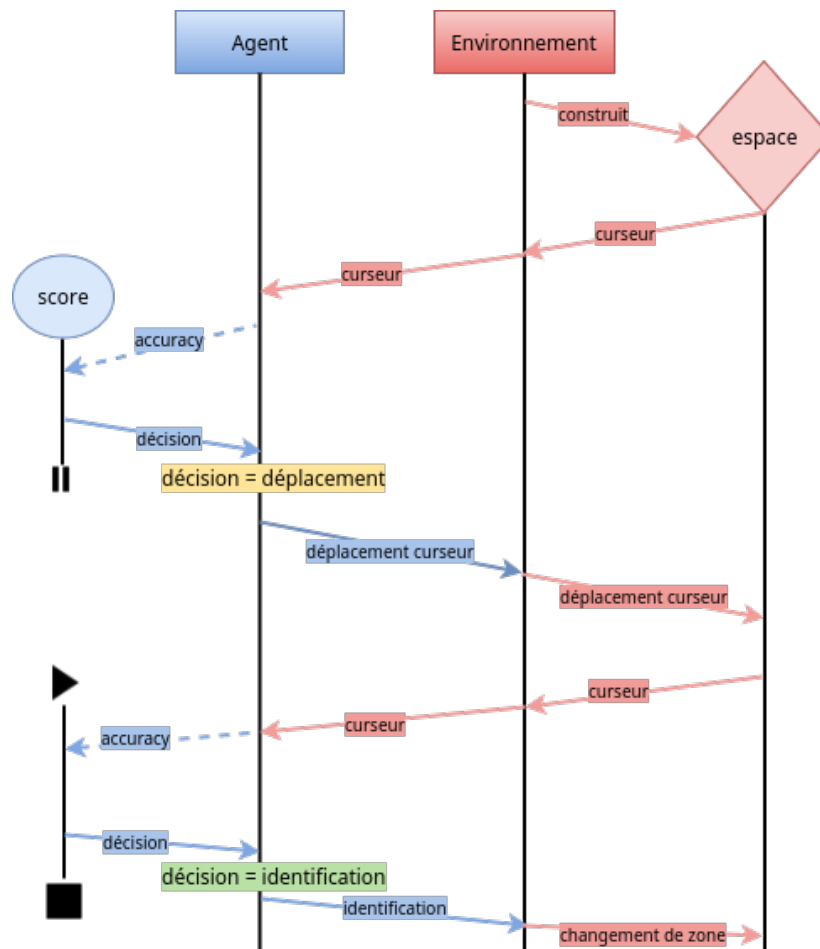 Agent
Environnement
construit
espace
curseur
curseur
score
accuracy
décision
décision = déplacement
déplacement curseur
déplacement curseur
curseur
curseur
accuracy
décision
décision = identification
identification
changement de zone